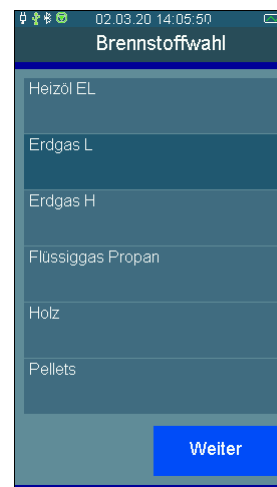 02.03.20 14:05:50
Brennstoffwahl
Heizöl EL
Erdgas L
Erdgas H
Flüssiggas Propan
Holz
Pellets
Weiter